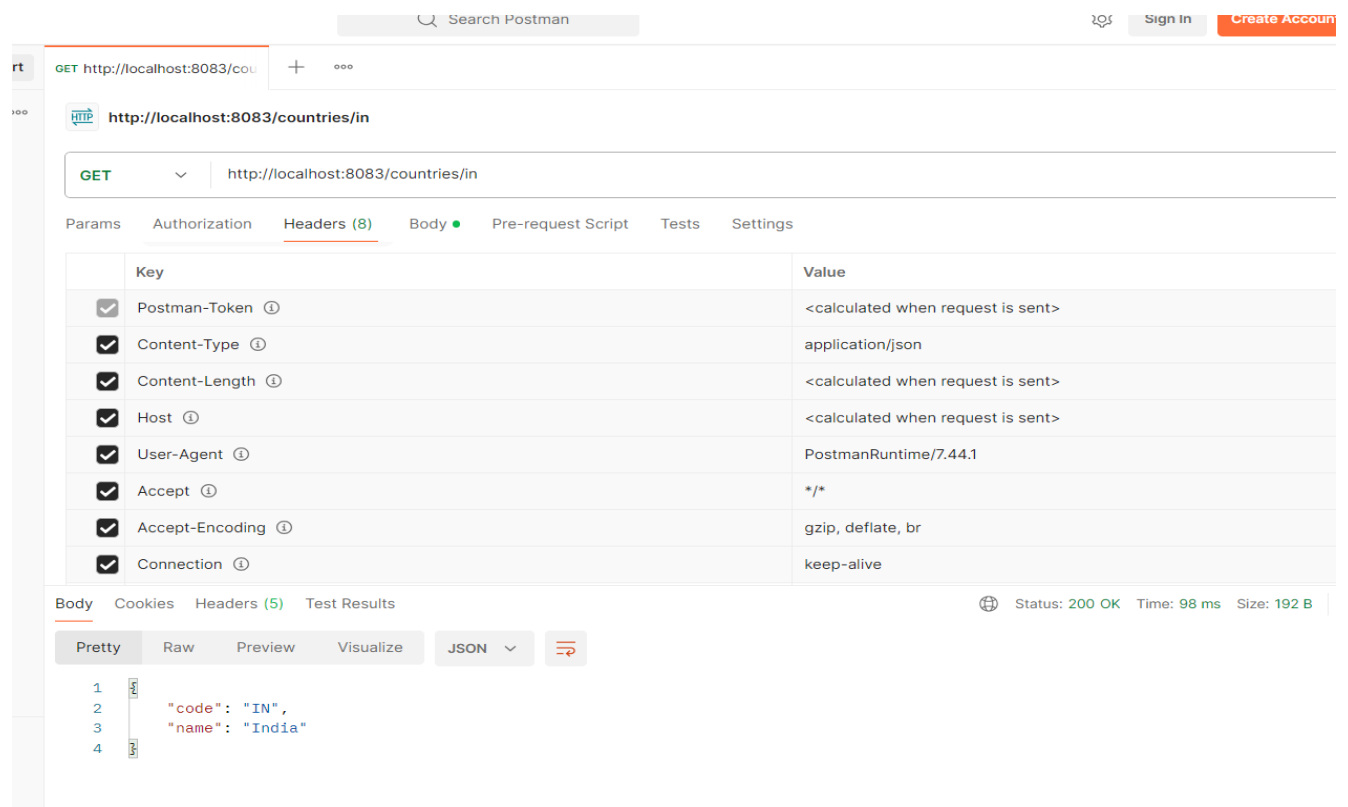 Search Postman Sign In Create Accoun
rt GET http://localhost:8083/cou
HTTP http://localhost:8083/countries/in
GET http://localhost:8083/countries/in
Params Authorization Headers (8) Body Pre-request Script Tests Settings
Key Value
Postman-Token <calculated when request is sent>
Content-Type application/json
Content-Length <calculated when request is sent>
Host <calculated when request is sent>
User-Agent PostmanRuntime/7.44.1
Accept */*
Accept-Encoding gzip, deflate, br
Connection keep-alive
Body Cookies Headers (5) Test Results Status: 200 OK Time: 98 ms Size: 192 B
Pretty Raw Preview Visualize JSON
1 {
2 "code": "IN",
3 "name": "India"
4 }